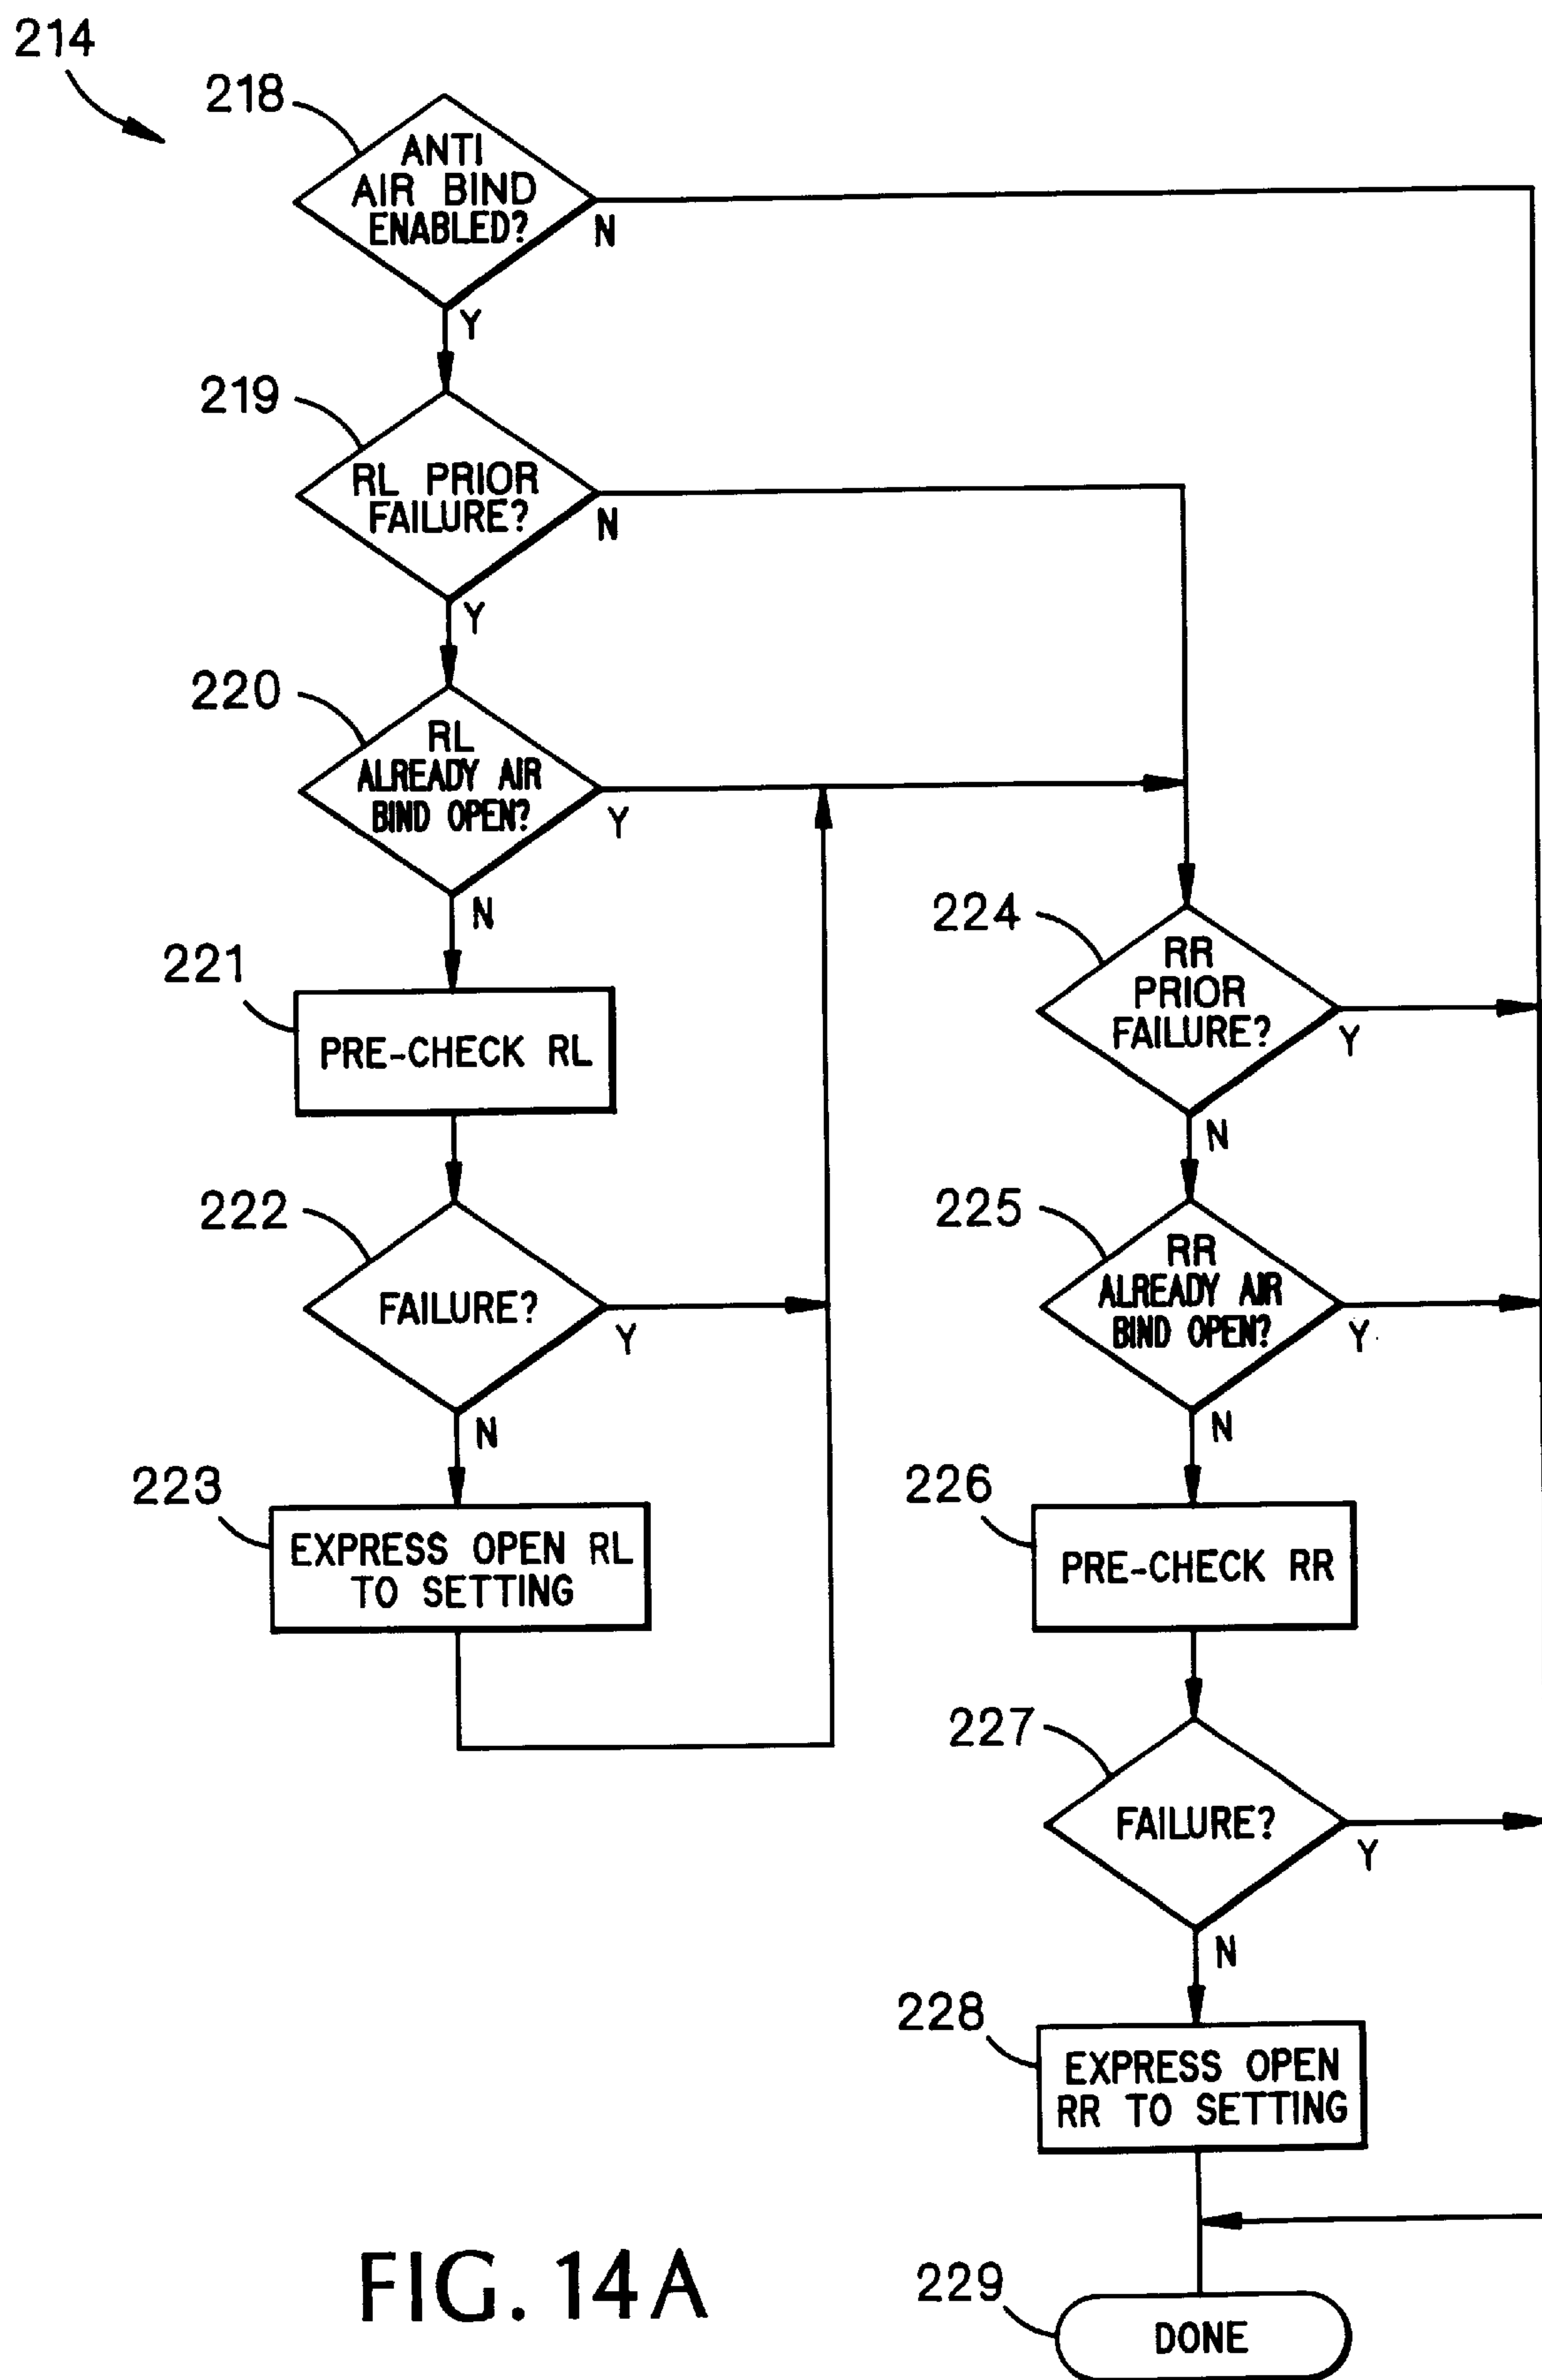 214
218
ANTI
AIR BIND
ENABLED?
N
Y
219
RL PRIOR
FAILURE?
N
Y
220
RL
ALREADY AIR
BIND OPEN?
Y
N
221
PRE-CHECK RL
222
FAILURE?
Y
N
223
EXPRESS OPEN RL
TO SETTING
224
RR
PRIOR
FAILURE?
Y
N
225
RR
ALREADY AIR
BIND OPEN?
Y
N
226
PRE-CHECK RR
227
FAILURE?
Y
N
228
EXPRESS OPEN
RR TO SETTING
229
DONE
FIG. 14A